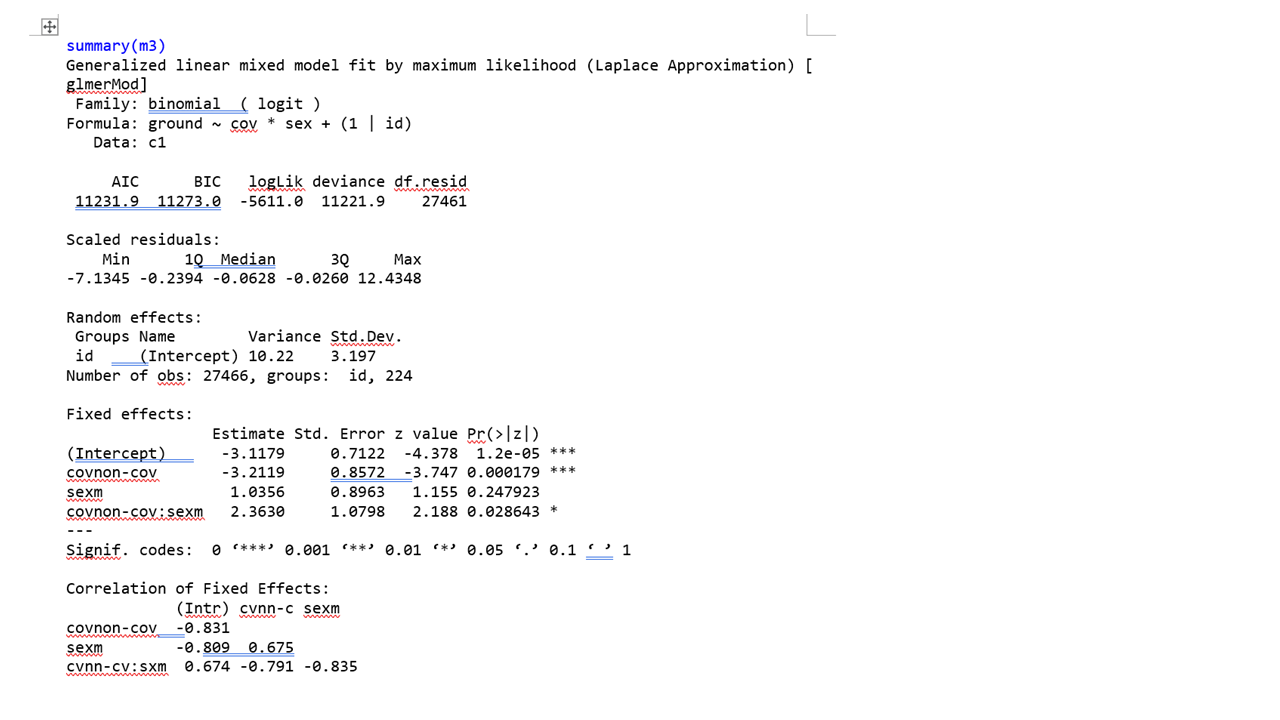 summary(m3)
Generalized linear mixed model fit by maximum likelihood (Laplace Approximation) [
glmerMod]
 Family: binomial  ( logit )
Formula: ground ~ cov * sex + (1 | id)
   Data: c1

     AIC      BIC   logLik deviance df.resid
 11231.9  11273.0  -5611.0  11221.9    27461

Scaled residuals:
    Min      1Q  Median      3Q     Max
-7.1345 -0.2394 -0.0628 -0.0260 12.4348

Random effects:
 Groups Name        Variance Std.Dev.
 id     (Intercept) 10.22    3.197
Number of obs: 27466, groups:  id, 224

Fixed effects:
                Estimate Std. Error z value Pr(>|z|)
(Intercept)      -3.1179     0.7122  -4.378  1.2e-05 ***
covnon-cov       -3.2119     0.8572  -3.747 0.000179 ***
sexm              1.0356     0.8963   1.155 0.247923
covnon-cov:sexm   2.3630     1.0798   2.188 0.028643 *
---
Signif. codes:  0 ‘***’ 0.001 ‘**’ 0.01 ‘*’ 0.05 ‘.’ 0.1 ‘ ’ 1

Correlation of Fixed Effects:
            (Intr) cvnn-c sexm
covnon-cov  -0.831
sexm        -0.809  0.675
cvnn-cv:sxm  0.674 -0.791 -0.835